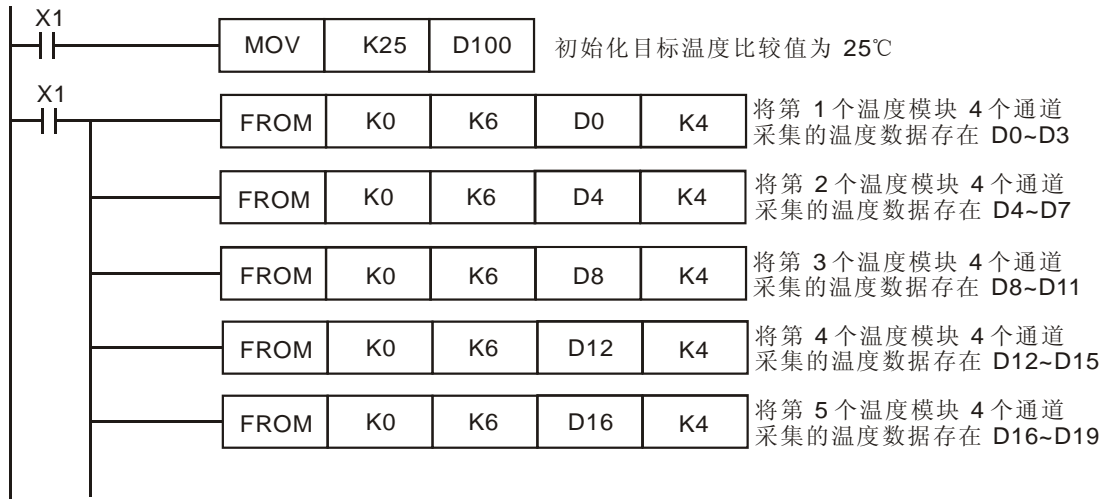 X1
MOV K25 D100 初始化目标温度比较值为 25℃
X1
FROM K0 K6 D0 K4 将第 1 个温度模块 4 个通道
采集的温度数据存在 D0~D3
FROM K0 K6 D4 K4 将第 2 个温度模块 4 个通道
采集的温度数据存在 D4~D7
FROM K0 K6 D8 K4 将第 3 个温度模块 4 个通道
采集的温度数据存在 D8~D11
FROM K0 K6 D12 K4 将第 4 个温度模块 4 个通道
采集的温度数据存在 D12~D15
FROM K0 K6 D16 K4 将第 5 个温度模块 4 个通道
采集的温度数据存在 D16~D19